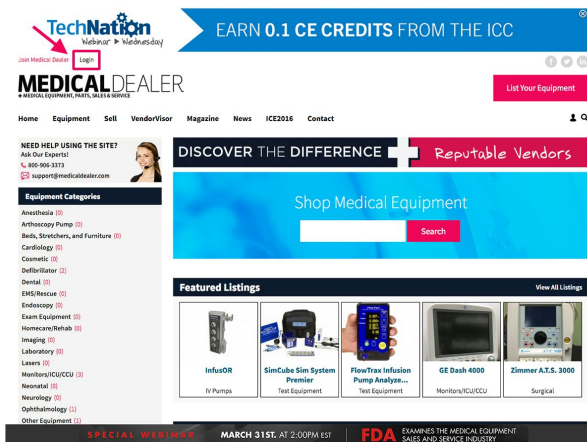 TechNation
Webinar Wednesday
EARN 0.1 CE CREDITS FROM THE ICC
Join Medical Dealer Login
MEDICALDEALER
MEDICAL EQUIPMENT, PARTS, SALES & SERVICE
List Your Equipment
Home Equipment Sell VendorVisor Magazine News ICE2016 Contact
NEED HELP USING THE SITE?
Ask Our Experts!
800-906-3373
support@medicaldealer.com
DISCOVER THE DIFFERENCE
Reputable Vendors
Equipment Categories
Anesthesia (0)
Arthoscopy Pump (0)
Beds, Stretchers, and Furniture (0)
Cardiology (0)
Cosmetic (0)
Defibrillator (2)
Dental (0)
EMS/Rescue (0)
Endoscopy (0)
Exam Equipment (0)
Homecare/Rehab (0)
Imaging (0)
Laboratory (0)
Lasers (0)
Monitors/ICU/CCU (3)
Neonatal (0)
Neurology (0)
Ophthalmology (1)
Other Equipment (1)
Shop Medical Equipment
Search
Featured Listings
View All Listings
InfusOR
IV Pumps
SimCube Sim System
Premier
Test Equipment
FlowTrax Infusion
Pump Analyze...
Test Equipment
GE Dash 4000
Monitors/ICU/CCU
Zimmer A.T.S. 3000
Surgical
SPECIAL WEBINAR
MARCH 31ST. AT 2:00PM EST
FDA
EXAMINES THE MEDICAL EQUIPMENT
SALES AND SERVICE INDUSTRY